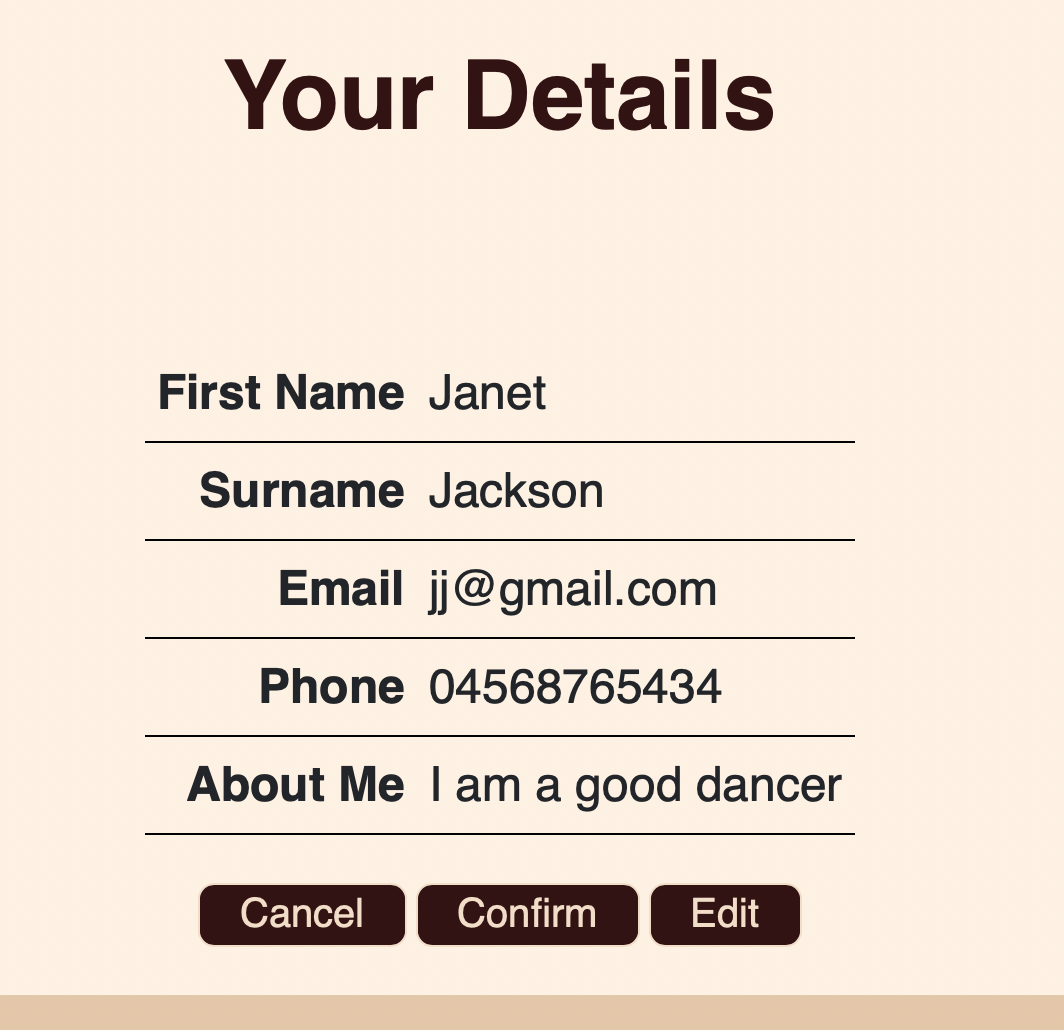 Your Details
First Name Janet
Surname Jackson
Email jj@gmail.com
Phone 04568765434
About Me I am a good dancer
Cancel Confirm Edit